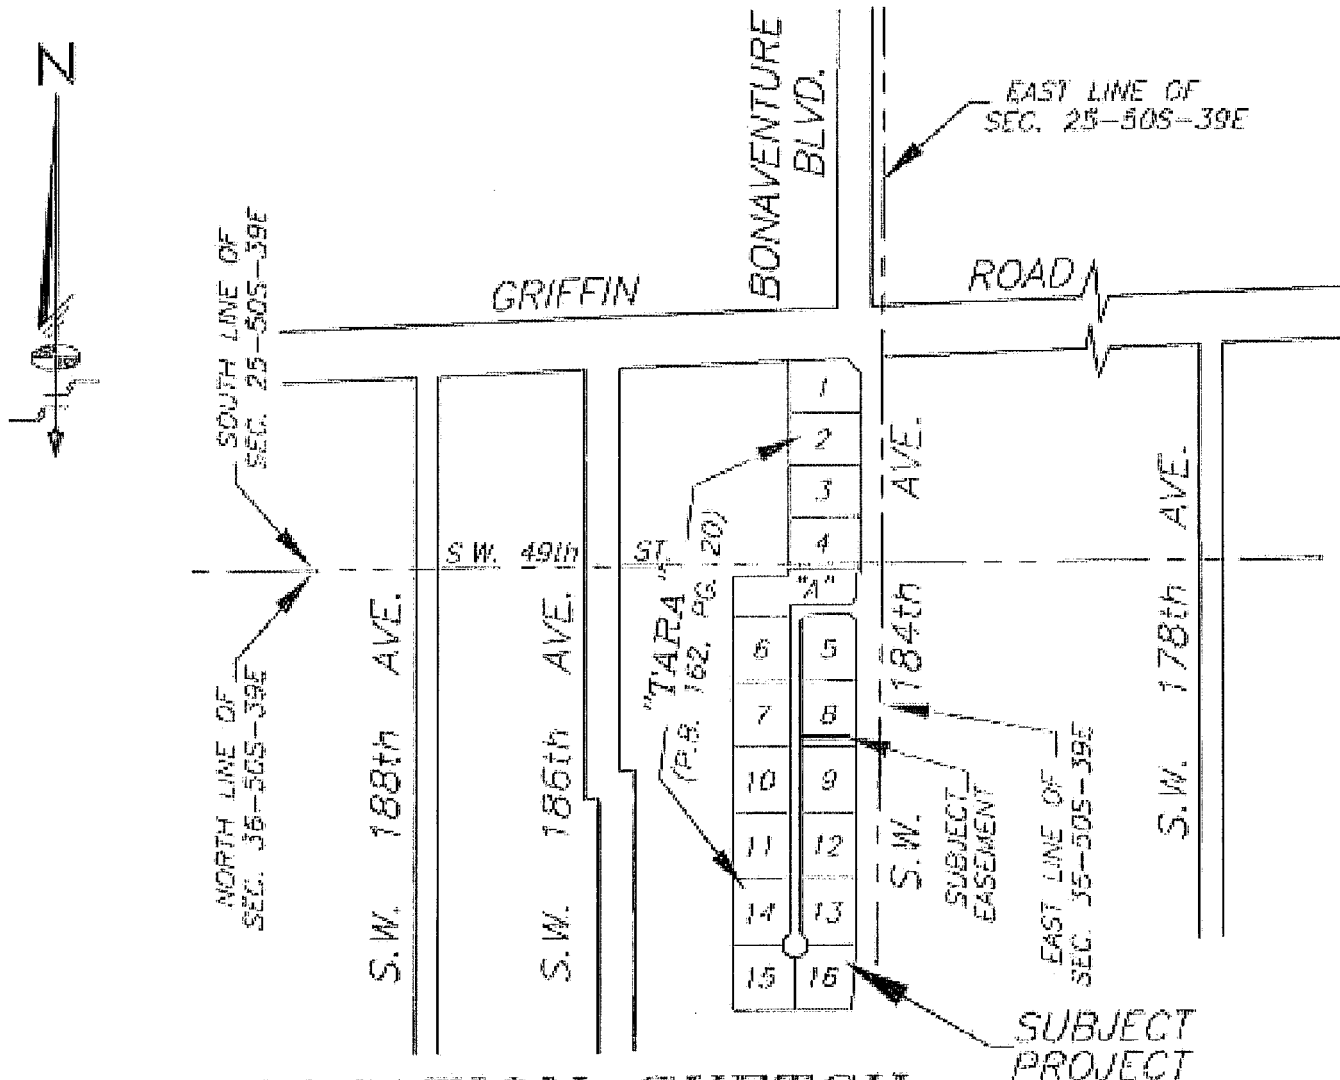 N
BONAVENTURE
BLVD.
EAST LINE OF
SEC. 25-50S-39E
SOUTH LINE OF
SEC. 25-50S-39E
GRIFFIN
ROAD
1
2
3
4
"A"
S.W. 49th ST.
"TARA"
(P.B. 162, PG. 20)
6
5
7
8
10
9
11
12
14
13
15
16
NORTH LINE OF
SEC. 36-50S-39E
S.W. 188th AVE.
S.W. 186th AVE.
S.W. 184th AVE.
S.W. 178th AVE.
SUBJECT
EASEMENT
EAST LINE OF
SEC. 36-50S-39E
SUBJECT
PROJECT